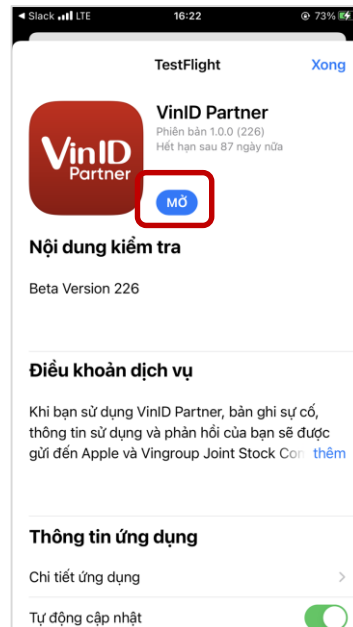 Slack LTE 16:22 73%
TestFlight Xong
VinID
Partner
VinID Partner
Phiên bản 1.0.0 (226)
Hết hạn sau 87 ngày nữa
MỞ
Nội dung kiểm tra
Beta Version 226
Điều khoản dịch vụ
Khi bạn sử dụng VinID Partner, bản ghi sự cố,
thông tin sử dụng và phản hồi của bạn sẽ được
gửi đến Apple và Vingroup Joint Stock Com thêm
Thông tin ứng dụng
Chi tiết ứng dụng
Tự động cập nhật